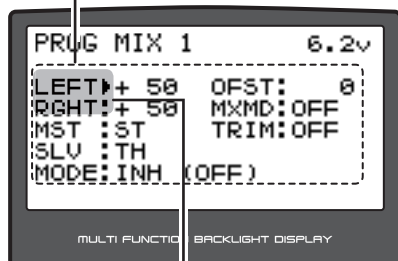 PROG MIX 1 6.2v
LEFT▶+ 50 OFST: 0
RGHT:+ 50 MXMD:OFF
MST :ST TRIM:OFF
SLV :TH
MODE:INH (OFF)
MULTI FUNCTION BACKLIGHT DISPLAY